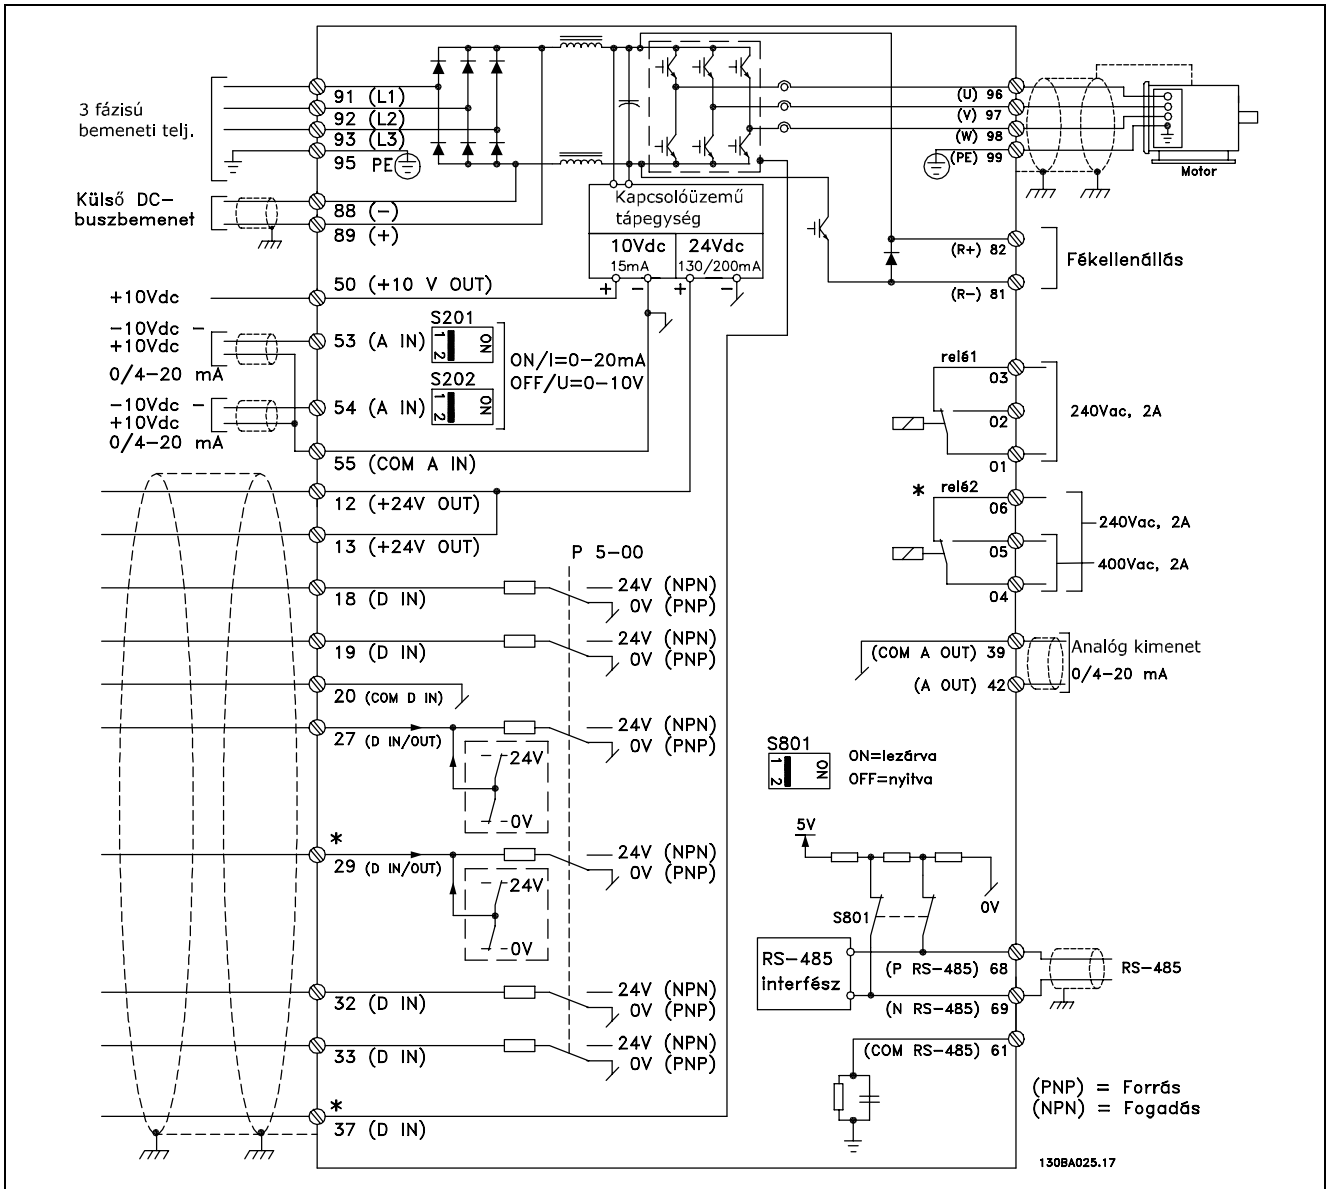 3 fázisú
bemeneti telj.
91 (L1)
92 (L2)
93 (L3)
95 PE
Külső DC-
buszbemenet
88 (−)
89 (+)
Kapcsolóüzemű
tápegység
10Vdc
15mA
24Vdc
130/200mA
+ − + −
(U) 96
(V) 97
(W) 98
(PE) 99
Motor
(R+) 82
(R−) 81
Fékellenállás
+10Vdc
50 (+10 V OUT)
−10Vdc −
+10Vdc
0/4−20 mA
53 (A IN)
S201
1 2
ON
S202
1 2
ON
ON/I=0−20mA
OFF/U=0−10V
−10Vdc −
+10Vdc
0/4−20 mA
54 (A IN)
55 (COM A IN)
12 (+24V OUT)
13 (+24V OUT)
P 5-00
18 (D IN)
24V (NPN)
0V (PNP)
19 (D IN)
24V (NPN)
0V (PNP)
20 (COM D IN)
27 (D IN/OUT)
24V (NPN)
0V (PNP)
24V
0V
*
29 (D IN/OUT)
24V (NPN)
0V (PNP)
24V
0V
32 (D IN)
24V (NPN)
0V (PNP)
33 (D IN)
24V (NPN)
0V (PNP)
*
37 (D IN)
relé1
03
02
01
240Vac, 2A
* relé2
06
05
04
240Vac, 2A
400Vac, 2A
(COM A OUT) 39
(A OUT) 42
Analóg kimenet
0/4−20 mA
S801
1 2
ON
ON=lezárva
OFF=nyitva
5V
0V
S801
RS−485
interfész
(P RS−485) 68
(N RS−485) 69
(COM RS−485) 61
RS−485
(PNP) = Forrás
(NPN) = Fogadás
130BA025.17